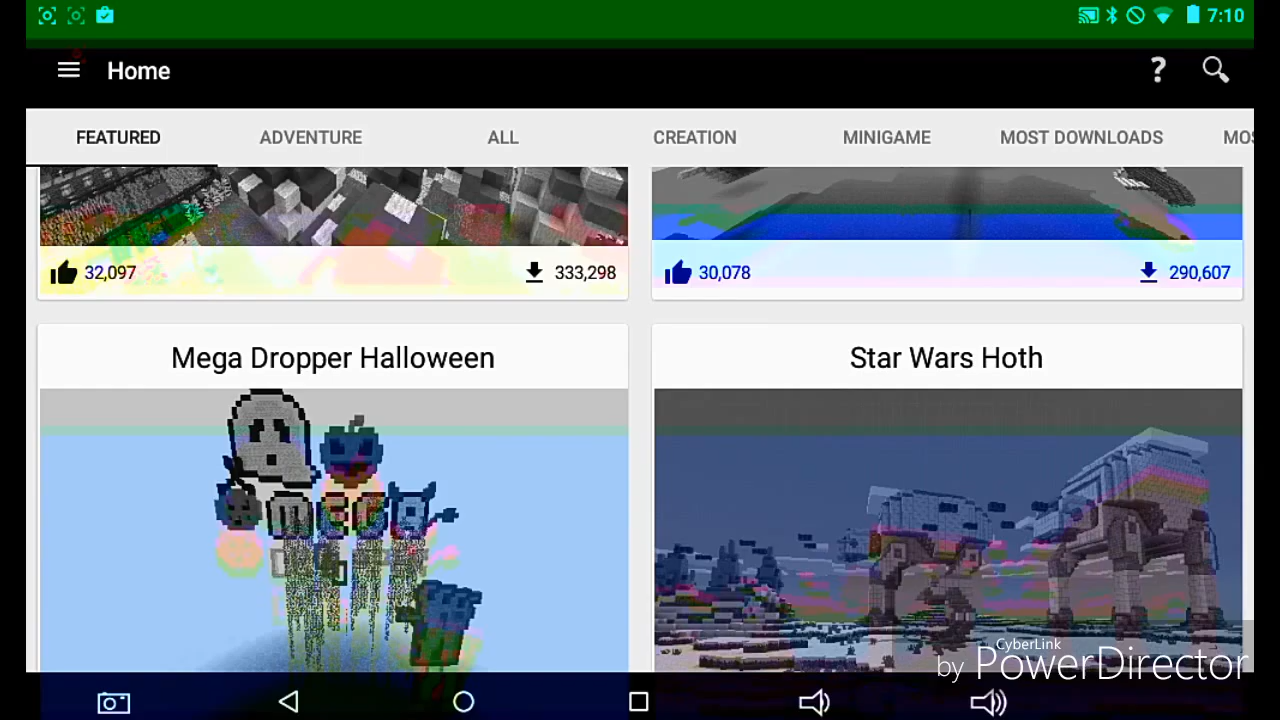 7:10
Home
?
FEATURED ADVENTURE ALL CREATION MINIGAME MOST DOWNLOADS MOS
32,097 333,298 30,078 290,607
Mega Dropper Halloween Star Wars Hoth
CyberLink
by PowerDirector